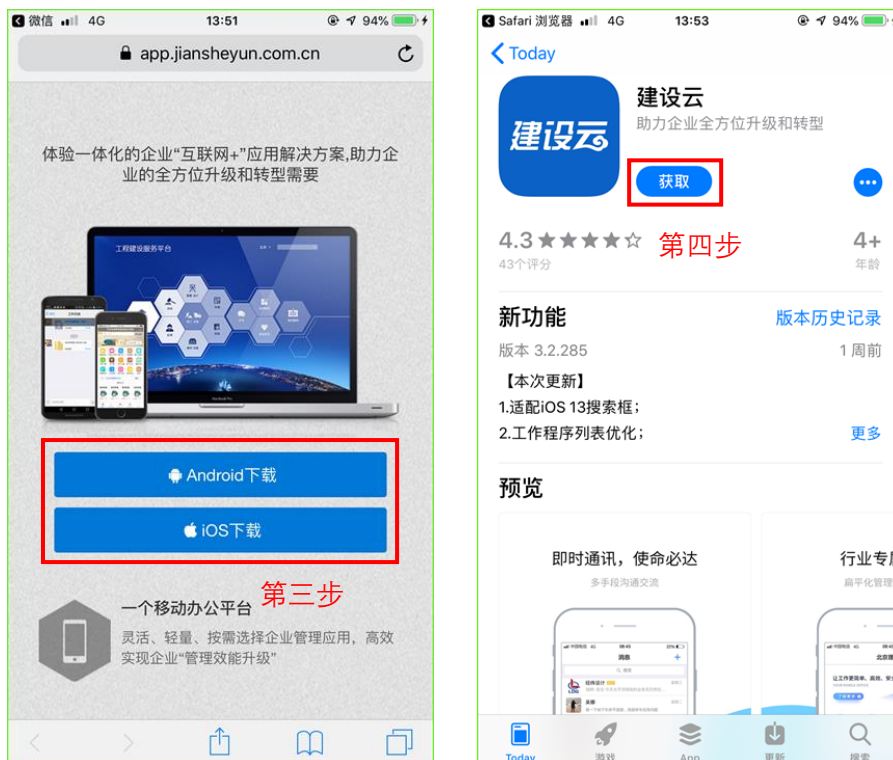 微信 4G 13:51 94%
app.jiansheyun.com.cn
体验一体化的企业“互联网+”应用解决方案,助力企
业的全方位升级和转型需要
工程建设服务平台
Android下载
iOS下载
第三步
一个移动办公平台
灵活、轻量、按需选择企业管理应用，高效
实现企业“管理效能升级”
Safari 浏览器 4G 13:53 94%
Today
建设云
建设云
助力企业全方位升级和转型
获取
4.3 第四步 4+
43个评分 年龄
新功能 版本历史记录
版本 3.2.285 1 周前
【本次更新】
1.适配iOS 13搜索框；
2.工作程序列表优化；
更多
预览
即时通讯，使命必达
多手段沟通交流
行业专
扁平化管理
消息
Today 游戏 App 更新 搜索